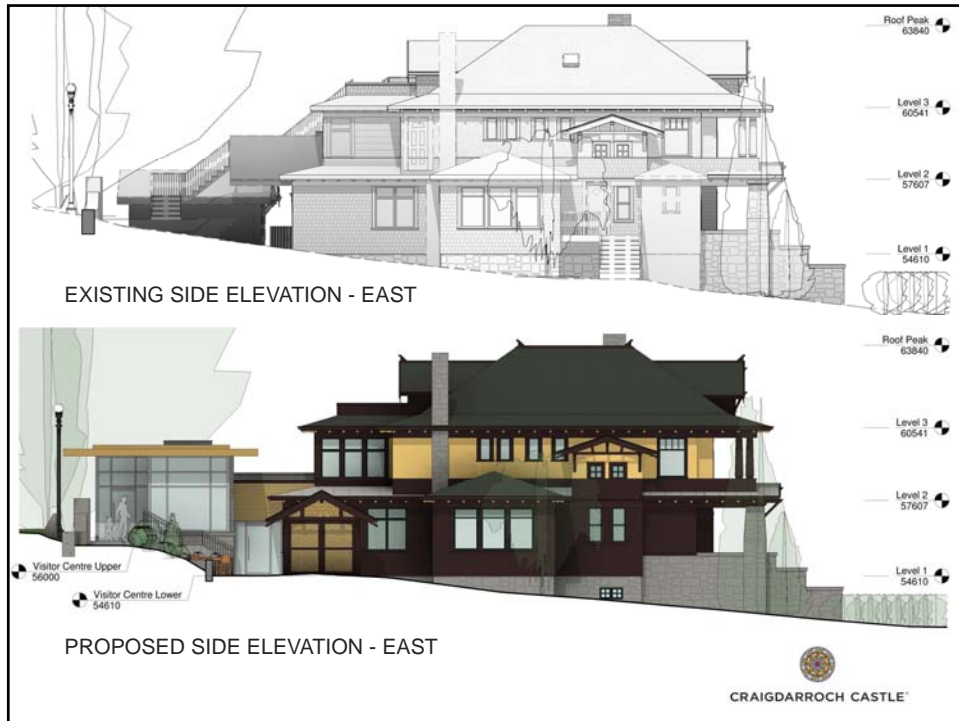 Roof Peak
63840
Level 3
60541
Level 2
57607
Level 1
54610
EXISTING SIDE ELEVATION - EAST
Roof Peak
63840
Level 3
60541
Level 2
57607
Level 1
54610
Visitor Centre Upper
56000
Visitor Centre Lower
54610
PROPOSED SIDE ELEVATION - EAST
CRAIGDARROCH CASTLE